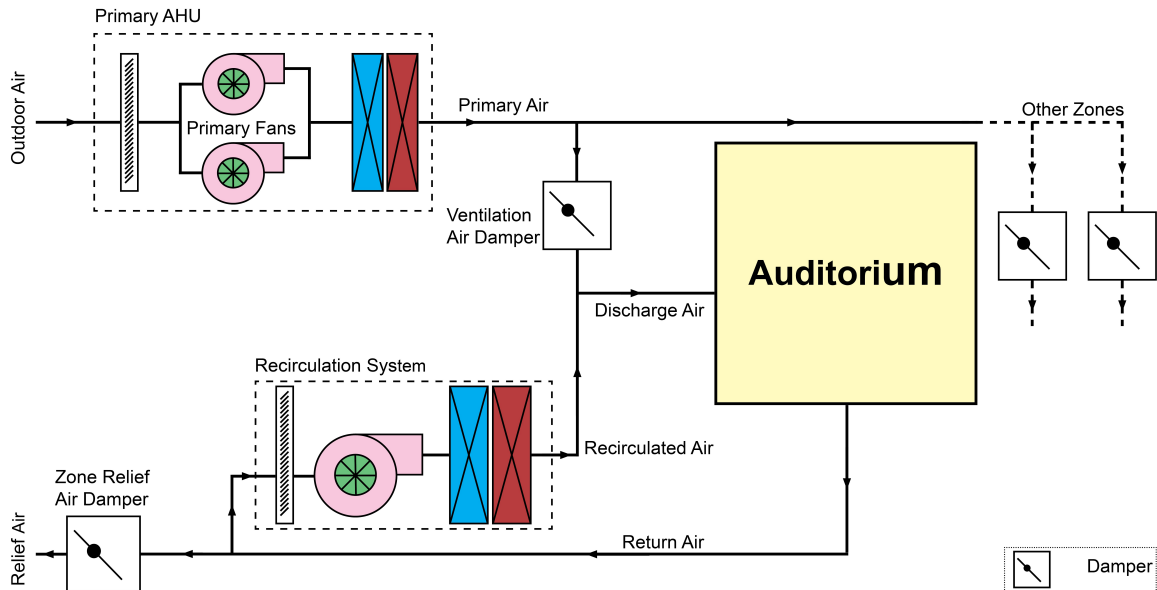 Primary AHU
Outdoor Air
Primary Fans
Primary Air
Other Zones
Ventilation
Air Damper
Auditorium
Discharge Air
Recirculation System
Recirculated Air
Zone Relief
Air Damper
Relief Air
Return Air
Damper